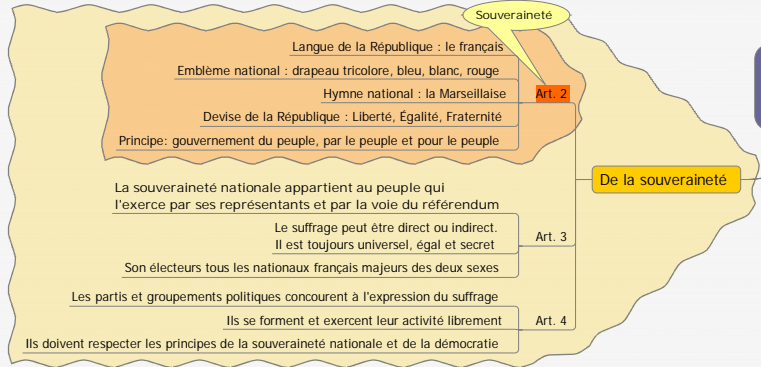 Souveraineté
Langue de la République : le français
Emblème national : drapeau tricolore, bleu, blanc, rouge
Hymne national : la Marseillaise
Art. 2
Devise de la République : Liberté, Égalité, Fraternité
Principe: gouvernement du peuple, par le peuple et pour le peuple
De la souveraineté
La souveraineté nationale appartient au peuple qui
l'exerce par ses représentants et par la voie du référendum
Le suffrage peut être direct ou indirect.
Il est toujours universel, égal et secret
Art. 3
Son électeurs tous les nationaux français majeurs des deux sexes
Les partis et groupements politiques concourent à l'expression du suffrage
Ils se forment et exercent leur activité librement
Art. 4
Ils doivent respecter les principes de la souveraineté nationale et de la démocratie